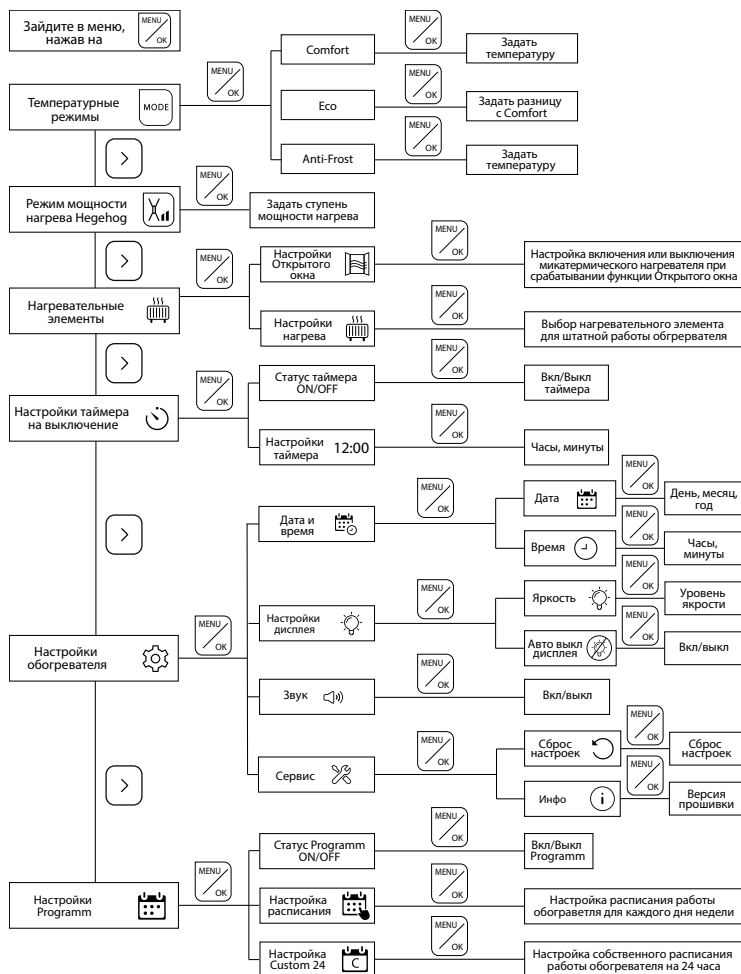 Зайдите в меню,
нажав на
MENU
OK
Температурные
режимы
MODE
MENU
OK
Comfort
MENU
OK
Задать
температуру
Eco
MENU
OK
Задать разницу
с Comfort
Anti-Frost
MENU
OK
Задать
температуру
>
Режим мощности
нагрева Hegehog
MENU
OK
Задать ступень
мощности нагрева
>
Нагревательные
элементы
MENU
OK
Настройки
Открытого
окна
MENU
OK
Настройка включения или выключения
микатермического нагревателя при
срабатывании функции Открытого окна
Настройки
нагрева
MENU
OK
Выбор нагревательного элемента
для штатной работы обгрервателя
>
Настройки таймера
на выключение
MENU
OK
Статус таймера
ON/OFF
MENU
OK
Вкл/Выкл
таймера
Настройки
таймера
12:00
MENU
OK
Часы, минуты
>
Настройки
обогревателя
MENU
OK
Дата и
время
MENU
OK
Дата
MENU
OK
День, месяц,
год
Время
MENU
OK
Часы,
минуты
Настройки
дисплея
MENU
OK
Яркость
MENU
OK
Уровень
якрости
Авто выкл
дисплея
MENU
OK
Вкл/выкл
Звук
MENU
OK
Вкл/выкл
Сервис
MENU
OK
Сброс
настроек
MENU
OK
Сброс
настроек
Инфо
i
MENU
OK
Версия
прошивки
>
Настройки
Programm
MENU
OK
Статус Programm
ON/OFF
MENU
OK
Вкл/Выкл
Programm
Настройка
расписания
MENU
OK
Настройка расписания работы
обограветля для каждого дня недели
Настройка
Custom 24
C
MENU
OK
Настройка собственного расписания
работы обогревателя на 24 часа